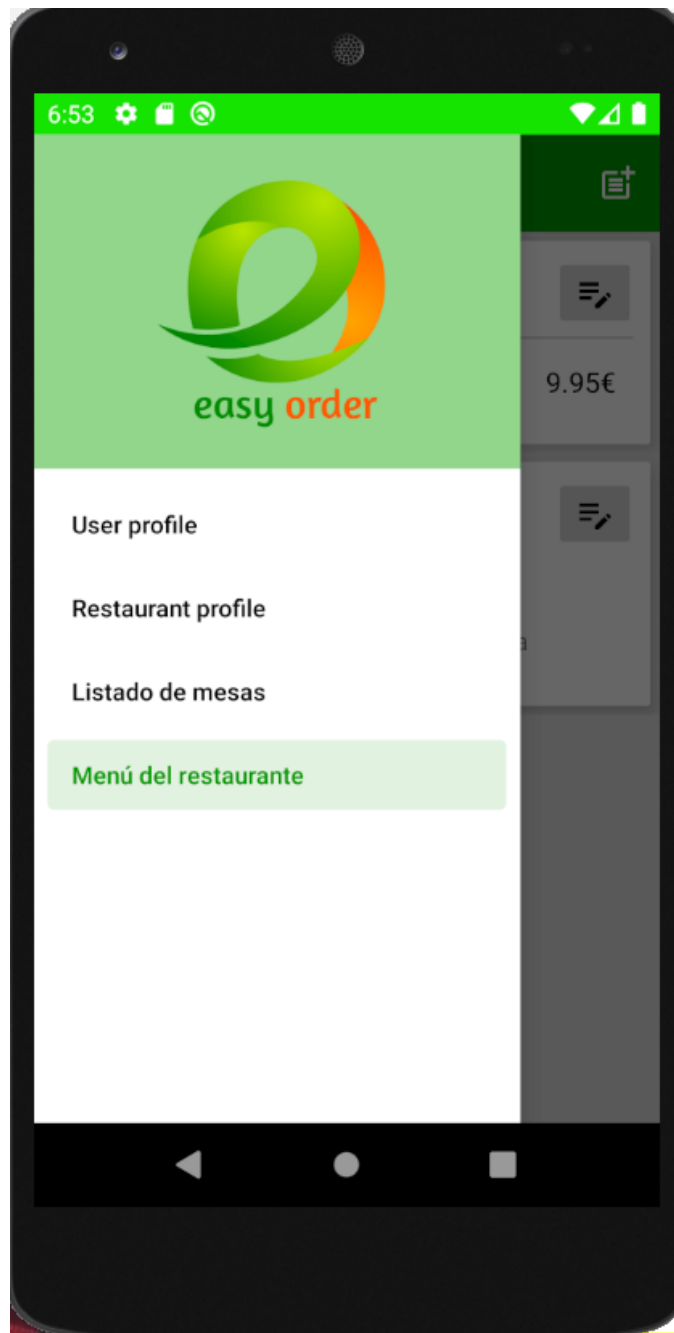 6:53
easy order
9.95€
User profile
Restaurant profile
a
Listado de mesas
Menú del restaurante